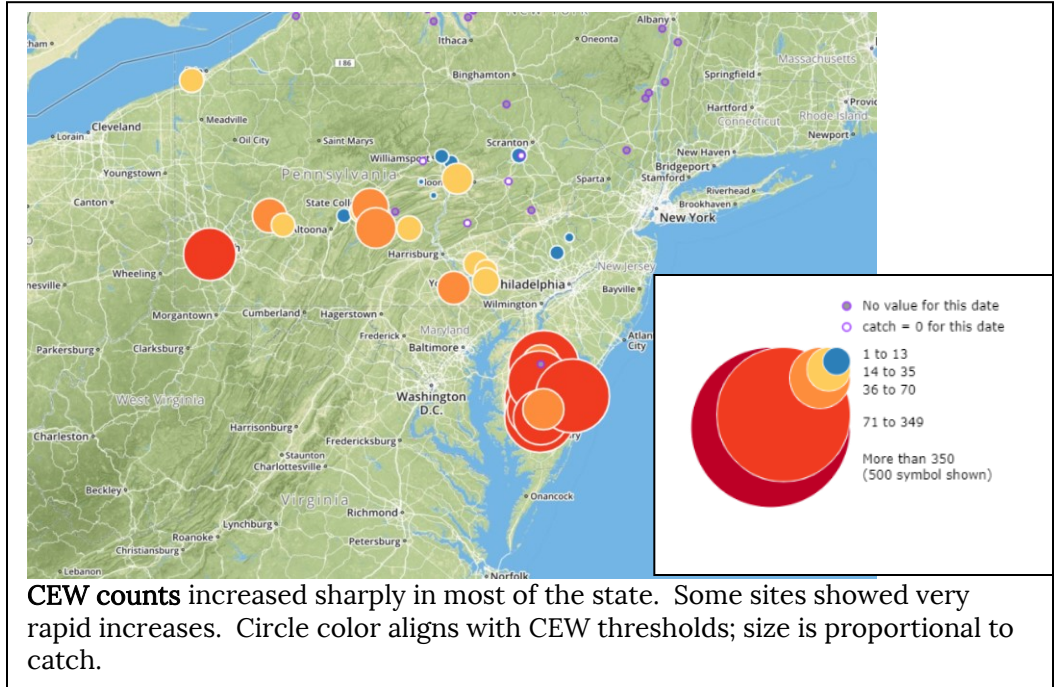 Albany
Ithaca
Oneonta
Massachusetts
I 86
Binghamton
Springfield
Meadville
Hartford
Connecticut
Rhode Island
Cleveland
Lorain
Oil City
Saint Marys
Scranton
Newport
Williamsport
New Haven
Youngstown
Pennsylvania
Bridgeport
Sparta
Stamford
Riverhead
Canton
State Coll
Brookhaven
New York
Altoona
Harrisburg
Wheeling
New Jersey
Philadelphia
Bayville
Wilmington
Morgantown
Cumberland
Hagerstown
Maryland
Frederick
Parkersburg
Clarksburg
Baltimore
Atlan
City
West Virginia
Washington
D.C.
Charleston
Harrisonburg
Fredericksburg
Staunton
Charlottesville
Beckley
Virginia
Onancock
Richmond
Lynchburg
Roanoke
Petersburg
Christiansburg
Lebanon
Norfolk
No value for this date
catch = 0 for this date
1 to 13
14 to 35
36 to 70
71 to 349
More than 350
(500 symbol shown)
CEW counts increased sharply in most of the state. Some sites showed very
rapid increases. Circle color aligns with CEW thresholds; size is proportional to
catch.